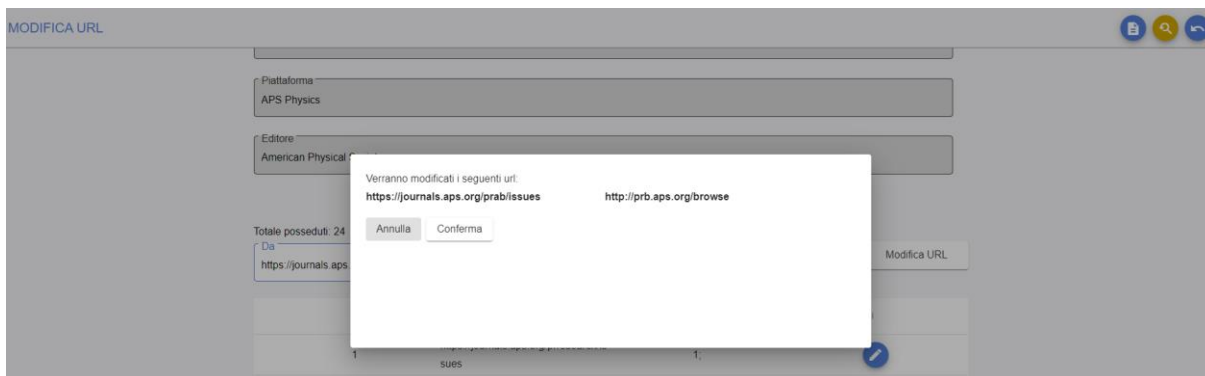 MODIFICA URL
Piattaforma
APS Physics
Editore
American Physical
Verranno modificati i seguenti url:
https://journals.aps.org/prab/issues http://prb.aps.org/browse
Annulla Conferma
Totale posseduti: 24
Da
https://journals.aps. Modifica URL
1 1;
sues